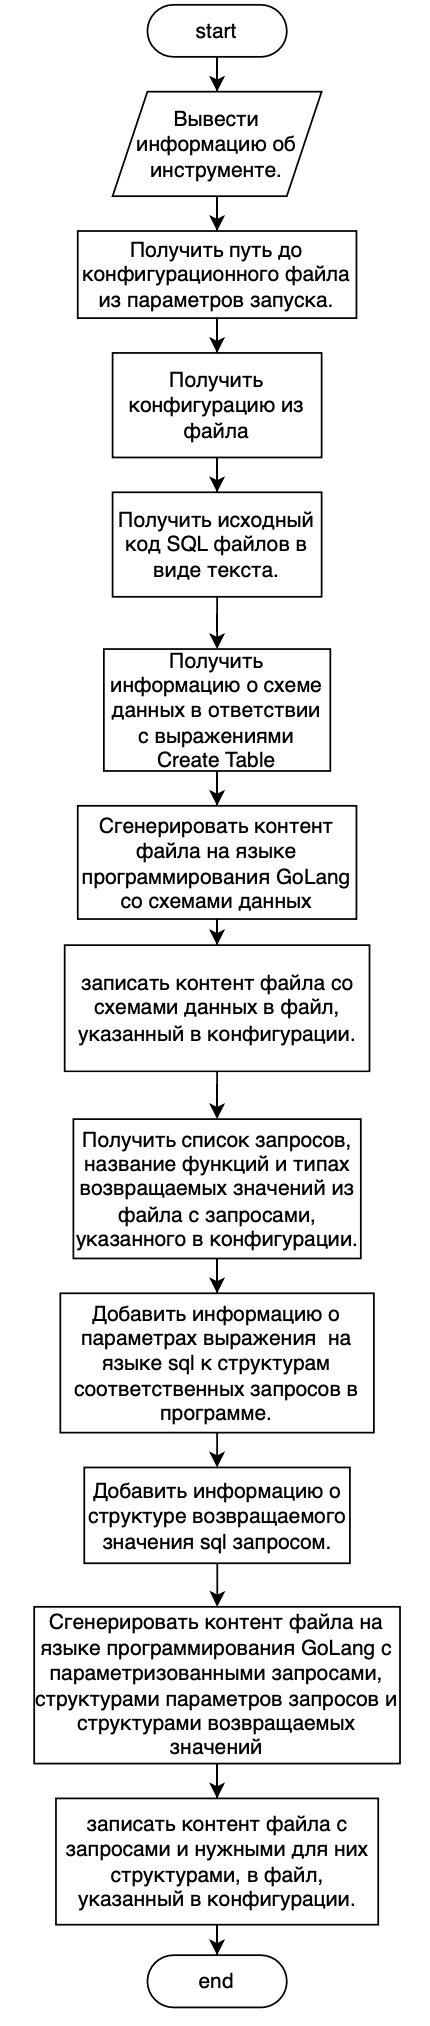 start
Вывести
информацию об
инструменте.
Получить путь до
конфигурационного файла
из параметров запуска.
Получить
конфигурацию из
файла
Получить исходный
код SQL файлов в
виде текста.
Получить
информацию о схеме
данных в ответствии
с выражениями
Create Table
Сгенерировать контент
файла на языке
программирования GoLang
со схемами данных
записать контент файла со
схемами данных в файл,
указанный в конфигурации.
Получить список запросов,
название функций и типах
возвращаемых значений из
файла с запросами,
указанного в конфигурации.
Добавить информацию о
параметрах выражения  на
языке sql к структурам
соответственных запросов в
программе.
Добавить информацию о
структуре возвращаемого
значения sql запросом.
Сгенерировать контент файла на
языке программирования GoLang с
параметризованными запросами,
структурами параметров запросов и
структурами возвращаемых
значений
записать контент файла с
запросами и нужными для них
структурами, в файл,
указанный в конфигурации.
end